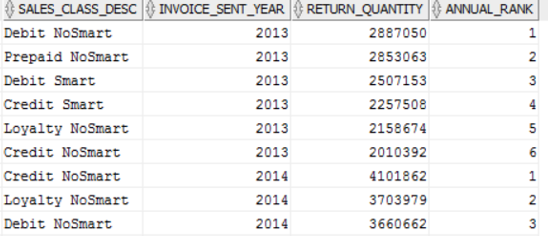 SALES_CLASS_DESC INVOICE_SENT_YEAR RETURN_QUANTITY ANNUAL_RANK
Debit NoSmart 2013 2887050 1
Prepaid NoSmart 2013 2853063 2
Debit Smart 2013 2507153 3
Credit Smart 2013 2257508 4
Loyalty NoSmart 2013 2158674 5
Credit NoSmart 2013 2010392 6
Credit NoSmart 2014 4101862 1
Loyalty NoSmart 2014 3703979 2
Debit NoSmart 2014 3660662 3